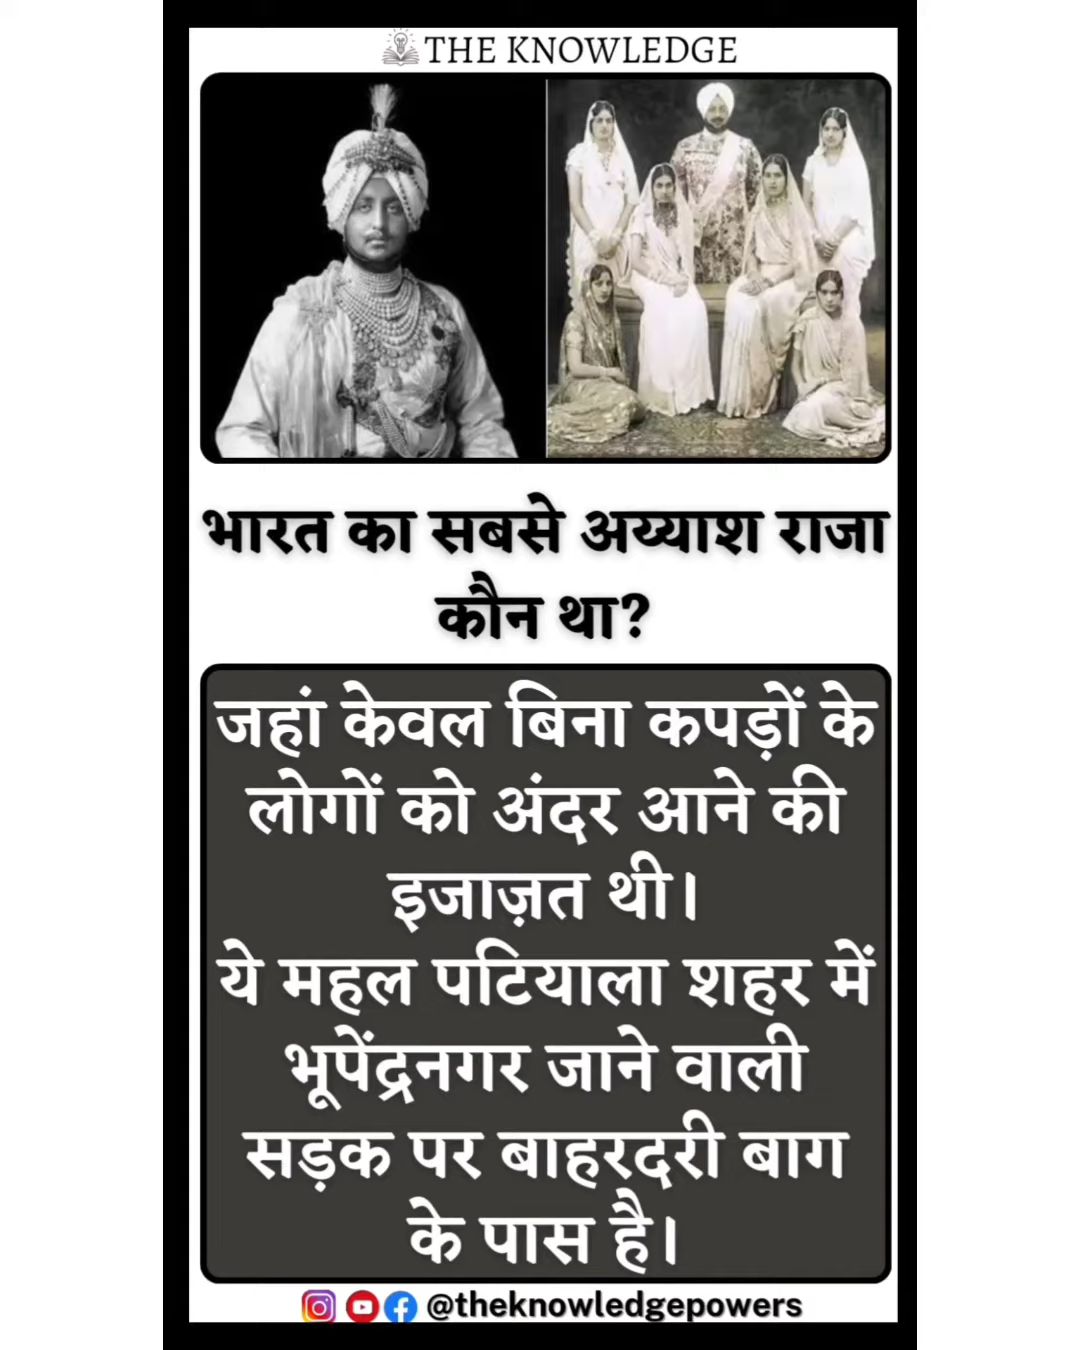 THE KNOWLEDGE
भारत का सबसे अय्याश राजा
कौन था?
जहां केवल बिना कपड़ों के
लोगों को अंदर आने की
इजाज़त थी।
ये महल पटियाला शहर में
भूपेंद्रनगर जाने वाली
सड़क पर बाहरदरी बाग
के पास है।
@theknowledgepowers